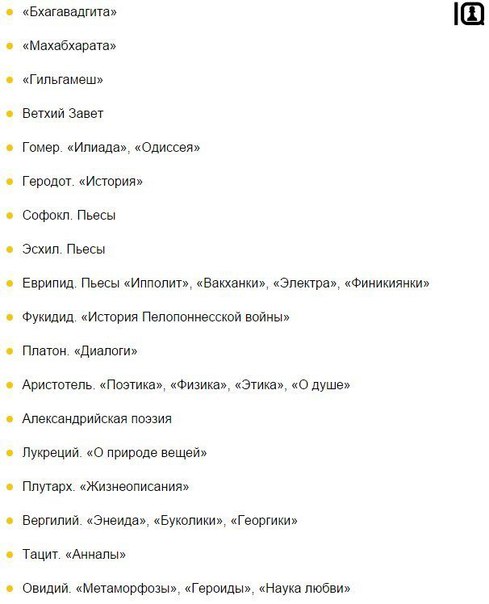 «Бхагавадгита»
IQ
«Махабхарата»
«Гильгамеш»
Ветхий Завет
Гомер. «Илиада», «Одиссея»
Геродот. «История»
Софокл. Пьесы
Эсхил. Пьесы
Еврипид. Пьесы «Ипполит», «Вакханки», «Электра», «Финикиянки»
Фукидид. «История Пелопоннесской войны»
Платон. «Диалоги»
Аристотель. «Поэтика», «Физика», «Этика», «О душе»
Александрийская поэзия
Лукреций. «О природе вещей»
Плутарх. «Жизнеописания»
Вергилий. «Энеида», «Буколики», «Георгики»
Тацит. «Анналы»
Овидий. «Метаморфозы», «Героиды», «Наука любви»